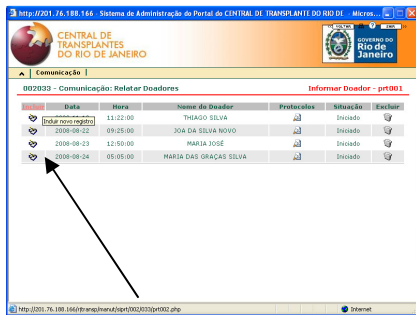 http://201.76.188.166 - Sistema de Administração do Portal do CENTRAL DE TRANSPLANTE DO RIO DE - Micros...
CENTRAL DE
TRANSPLANTES
DO RIO DE JANEIRO
VOLTAR ? SAIR
GOVERNO DO
Rio de
Janeiro
Comunicação |
002033 - Comunicação: Relatar Doadores Informar Doador - prt001
Incluir Data Hora Nome do Doador Protocolos Situação Excluir
11:22:00 THIAGO SILVA Iniciado
Incluir novo registro
2008-08-22 09:25:00 JOA DA SILVA NOVO Iniciado
2008-08-23 12:50:00 MARIA JOSÉ Iniciado
2008-08-24 05:05:00 MARIA DAS GRAÇAS SILVA Iniciado
http://201.76.188.166/rjtransp/manut/siprt/002/033/prt002.php Internet